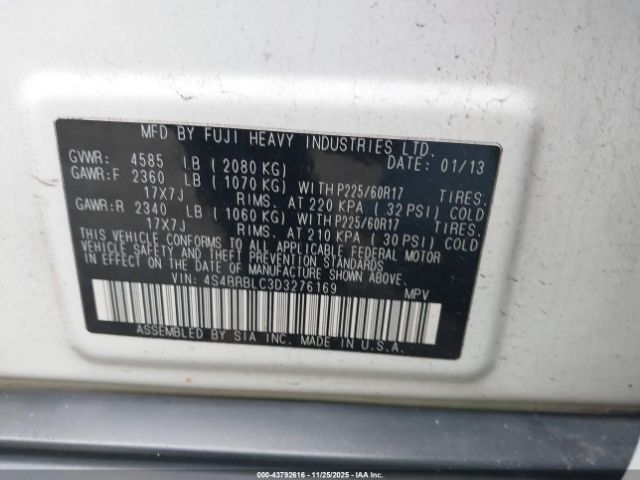 MFD BY FUJI HEAVY INDUSTRIES LTD.
GVWR: 4585 LB ( 2080 KG) DATE: 01/13
GAWR:F 2360 LB ( 1070 KG) WITH P225/60R17 TIRES.
17X7J RIMS. AT 220 KPA ( 32 PSI) COLD
GAWR:R 2340 LB ( 1060 KG) WITH P225/60R17 TIRES.
17X7J RIMS. AT 210 KPA ( 30 PSI) COLD
THIS VEHICLE CONFORMS TO ALL APPLICABLE FEDERAL MOTOR
VEHICLE SAFETY AND THEFT PREVENTION STANDARDS
IN EFFECT ON THE DATE OF MANUFACTURE SHOWN ABOVE.
VIN: 4S4BRBLC3D3276169 MPV
ASSEMBLED BY SIA INC. MADE IN U.S.A.
000-43792616 - 11/25/2025 - IAA Inc.